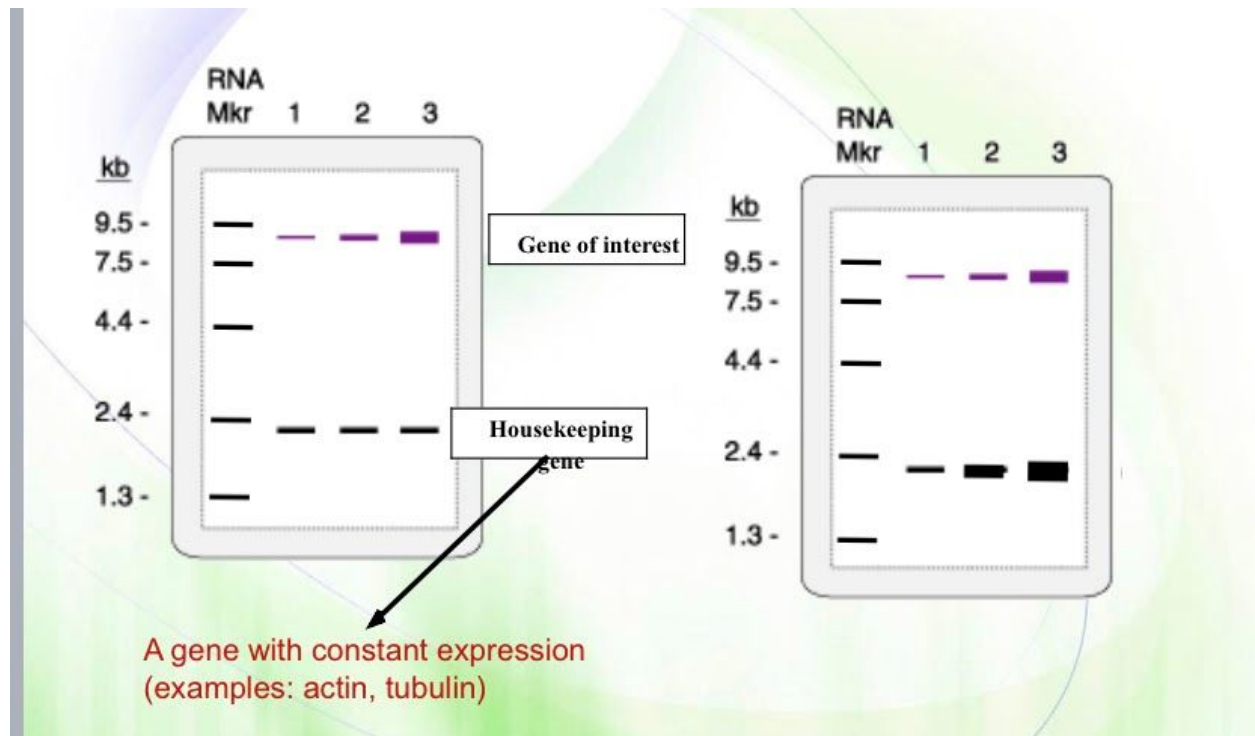 RNA
Mkr 1 2 3
kb
9.5 -
7.5 -
4.4 -
2.4 -
1.3 -
Gene of interest
Housekeeping
gene
A gene with constant expression
(examples: actin, tubulin)
RNA
Mkr 1 2 3
kb
9.5 -
7.5 -
4.4 -
2.4 -
1.3 -